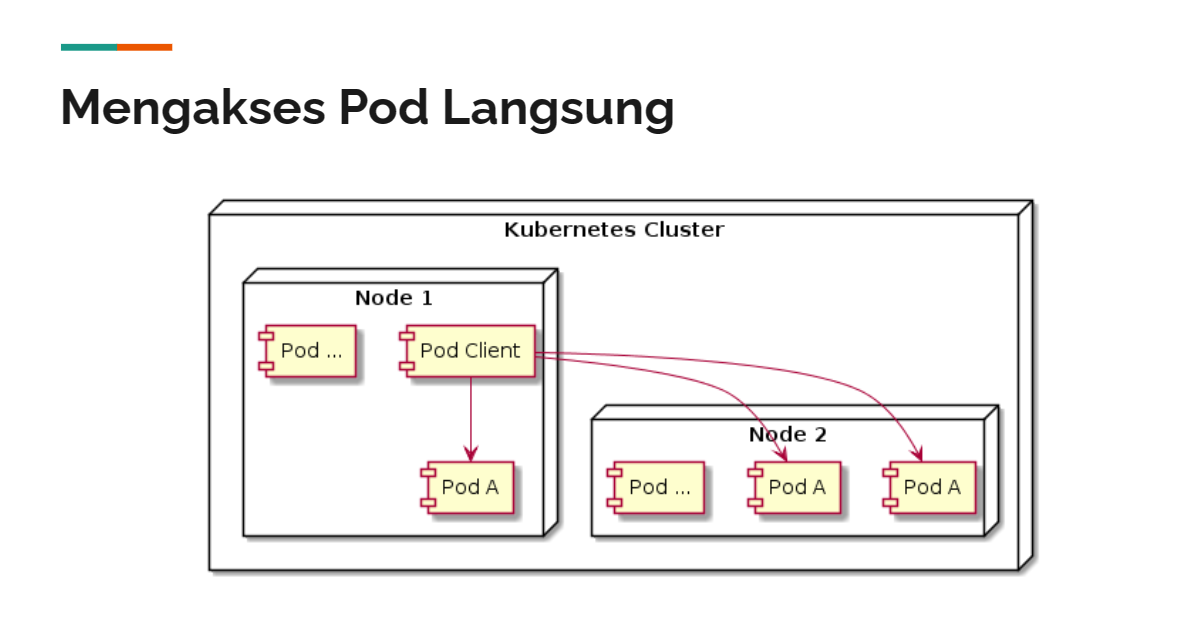 Mengakses Pod Langsung
Kubernetes Cluster
Node 1
Pod ...
Pod Client
Pod A
Node 2
Pod ...
Pod A
Pod A